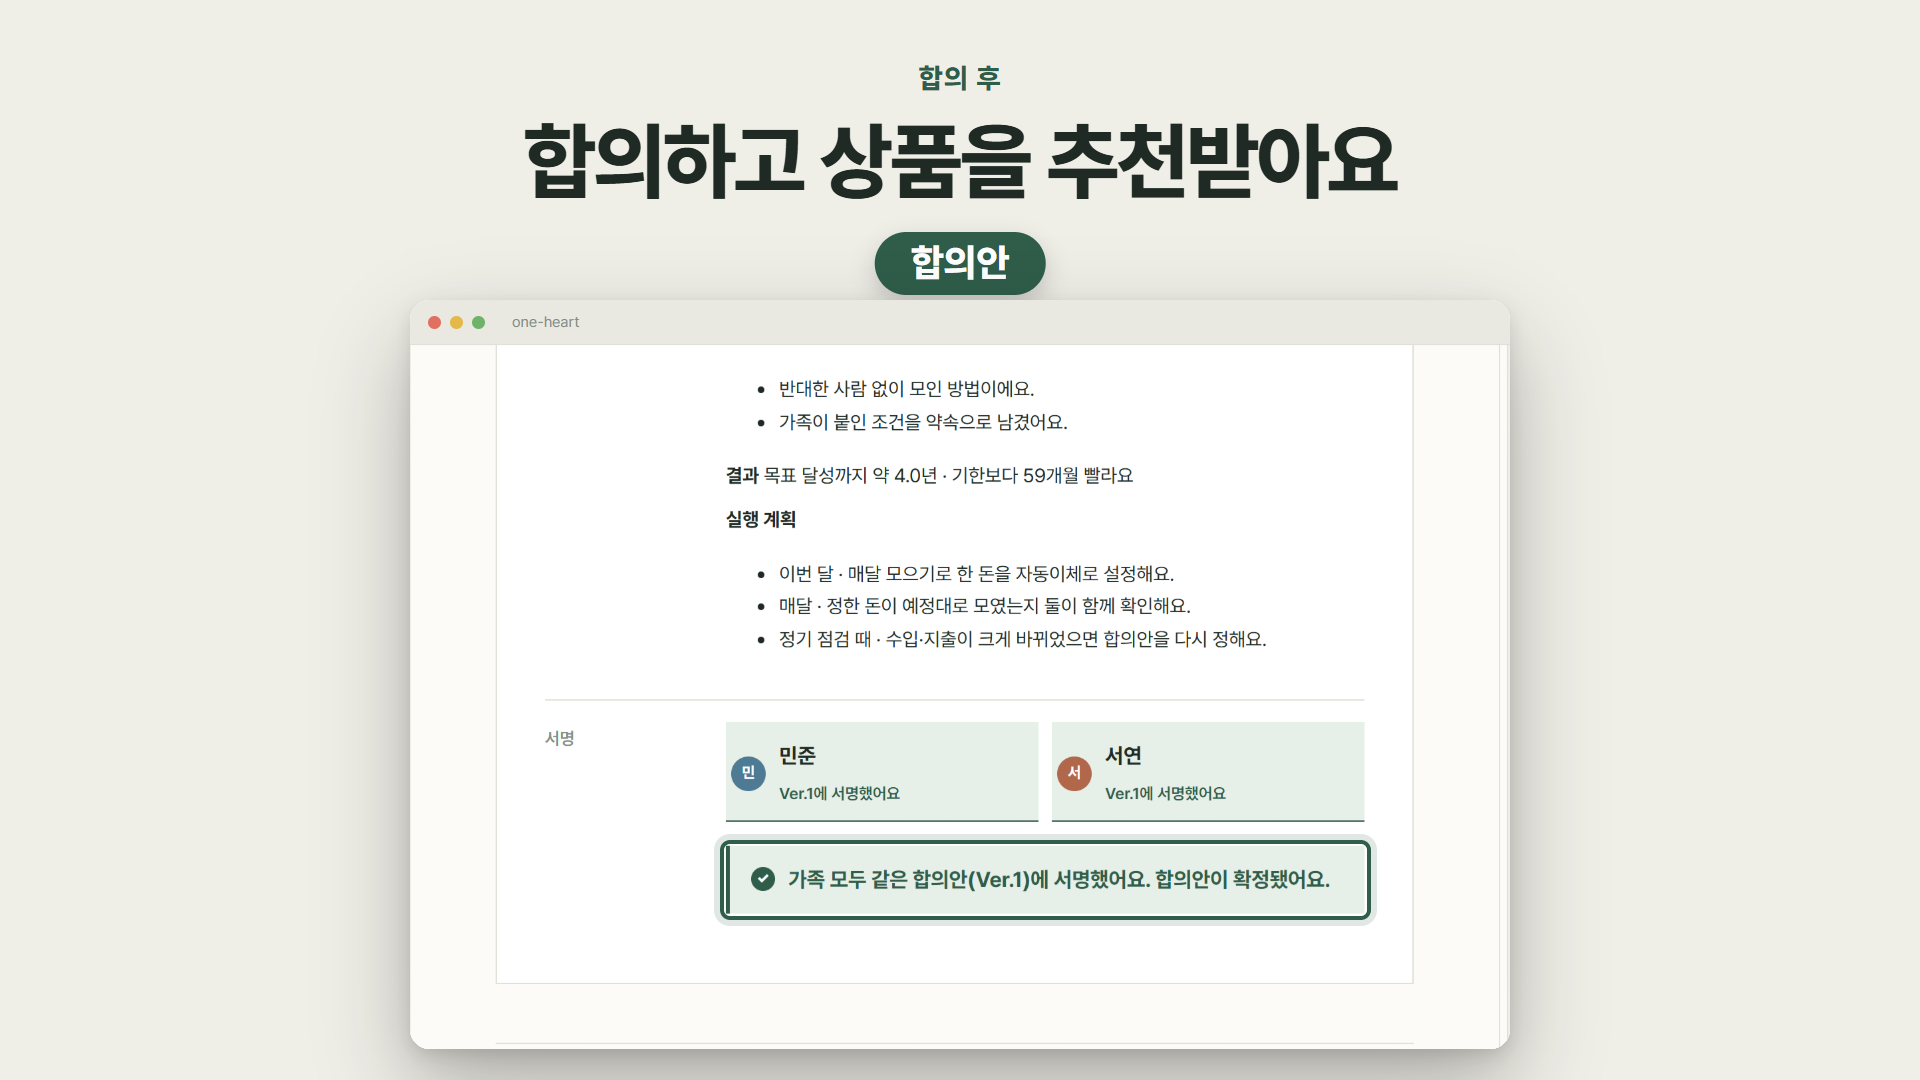 합의 후
합의하고 상품을 추천받아요
합의안
one-heart
반대한 사람 없이 모인 방법이에요.
가족이 붙인 조건을 약속으로 남겼어요.
결과 목표 달성까지 약 4.0년 · 기한보다 59개월 빨라요
실행 계획
이번 달 · 매달 모으기로 한 돈을 자동이체로 설정해요.
매달 · 정한 돈이 예정대로 모였는지 둘이 함께 확인해요.
정기 점검 때 · 수입·지출이 크게 바뀌었으면 합의안을 다시 정해요.
서명
민
민준
Ver.1에 서명했어요
서
서연
Ver.1에 서명했어요
가족 모두 같은 합의안(Ver.1)에 서명했어요. 합의안이 확정됐어요.